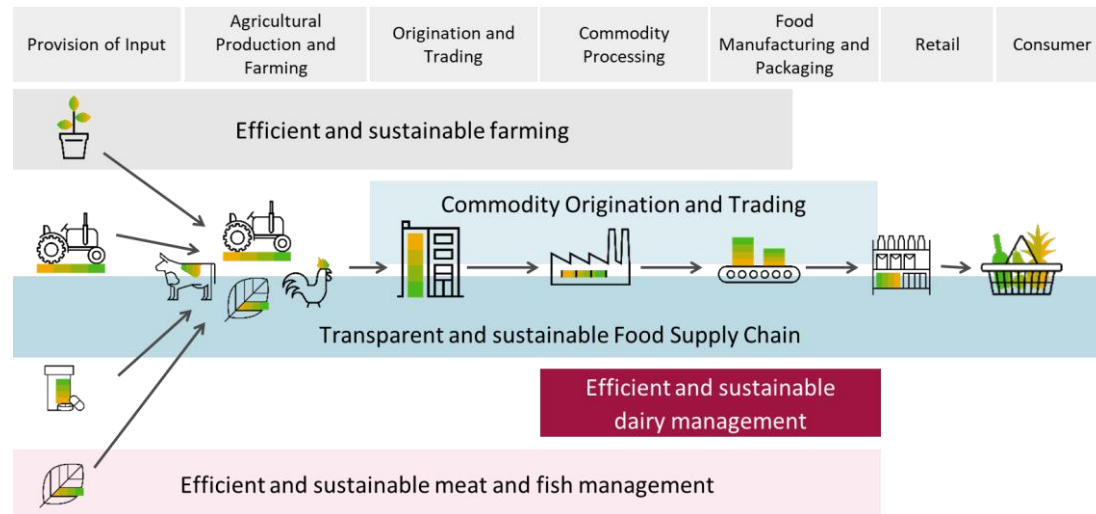 Provision of Input
Agricultural
Production and
Farming
Origination and
Trading
Commodity
Processing
Food
Manufacturing and
Packaging
Retail
Consumer
Efficient and sustainable farming
Commodity Origination and Trading
Transparent and sustainable Food Supply Chain
Efficient and sustainable
dairy management
Efficient and sustainable meat and fish management